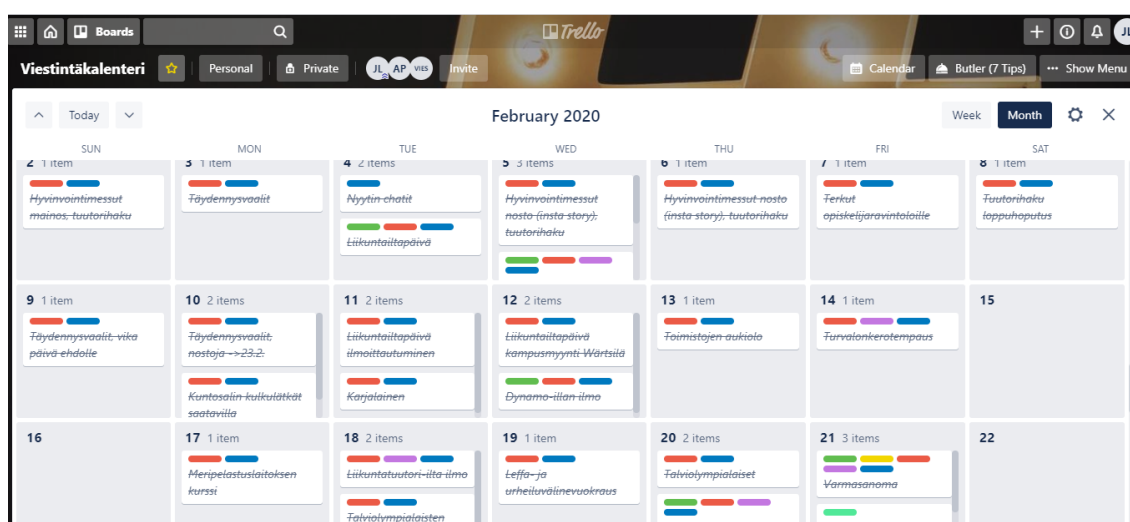 Boards
Trello
JL
Viestintäkalenteri
Personal
Private
JL AP VIES
Invite
Calendar
Butler (7 Tips)
Show Menu
Today
February 2020
Week
Month
SUN MON TUE WED THU FRI SAT
2 1 item
Hyvinvointimessut
mainos, tuutorihaku
3 1 item
Täydennysvaalit
4 2 items
Nyytin chatit
Liikuntailtapäivä
5 3 items
Hyvinvointimessut
nosto (insta story),
tuutorihaku
6 1 item
Hyvinvointimessut nosto
(insta story), tuutorihaku
7 1 item
Terkut
opiskelijaravintoloille
8 1 item
Tuutorihaku
loppuhoputus
9 1 item
Täydennysvaalit, vika
päivä ehdolle
10 2 items
Täydennysvaalit,
nostoja ->23.2.
Kuntosalin kulkulätkät
saatavilla
11 2 items
Liikuntailtapäivä
ilmoittautuminen
Karjalainen
12 2 items
Liikuntailtapäivä
kampusmyynti Wärtsilä
Dynamo-illan ilmo
13 1 item
Toimistojen aukiolo
14 1 item
Turvalonkerotempaus
15
16
17 1 item
Meripelastuslaitoksen
kurssi
18 2 items
Liikuntatuutori-ilta ilmo
Talviolympialaisten
19 1 item
Leffa- ja
urheiluvälinevuokraus
20 2 items
Talviolympialaiset
21 3 items
Varmasanoma
22